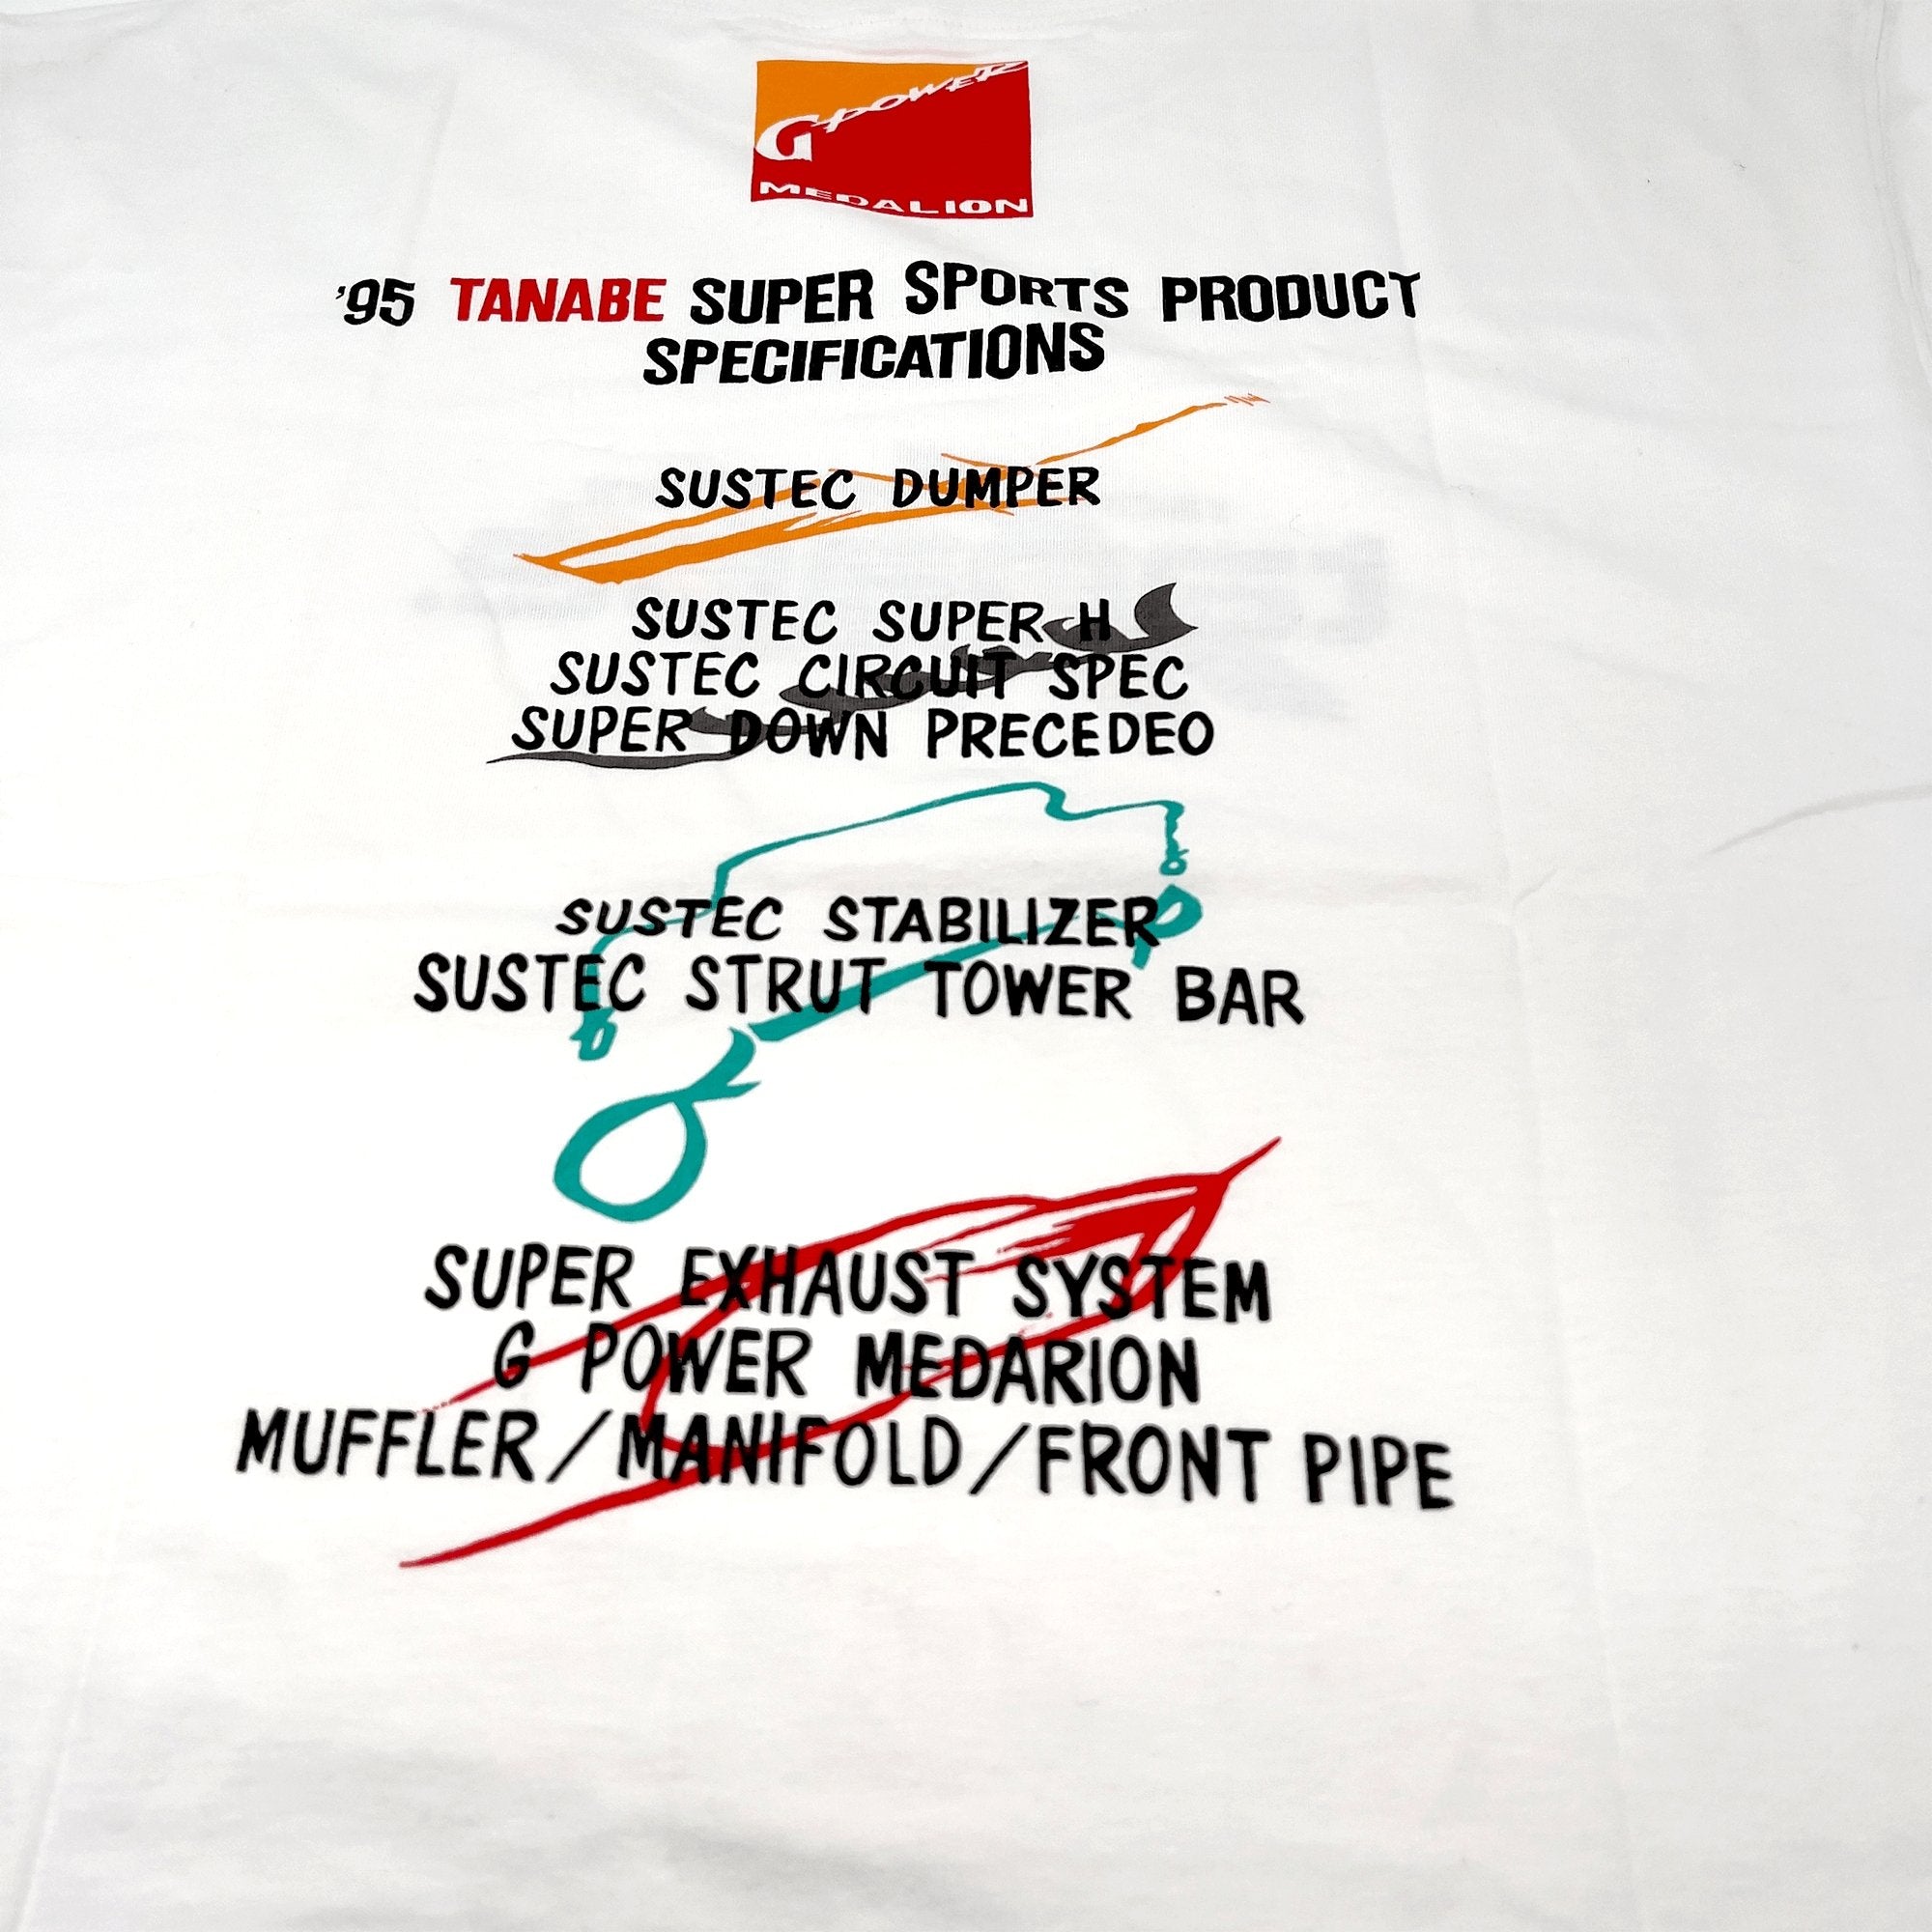 G POWER
MEDALION
'95 TANABE SUPER SPORTS PRODUCT
SPECIFICATIONS
SUSTEC DUMPER
SUSTEC SUPER H
SUSTEC CIRCUIT SPEC
SUPER DOWN PRECEDEO
SUSTEC STABILIZER
SUSTEC STRUT TOWER BAR
SUPER EXHAUST SYSTEM
G POWER MEDARION
MUFFLER/MANIFOLD/FRONT PIPE